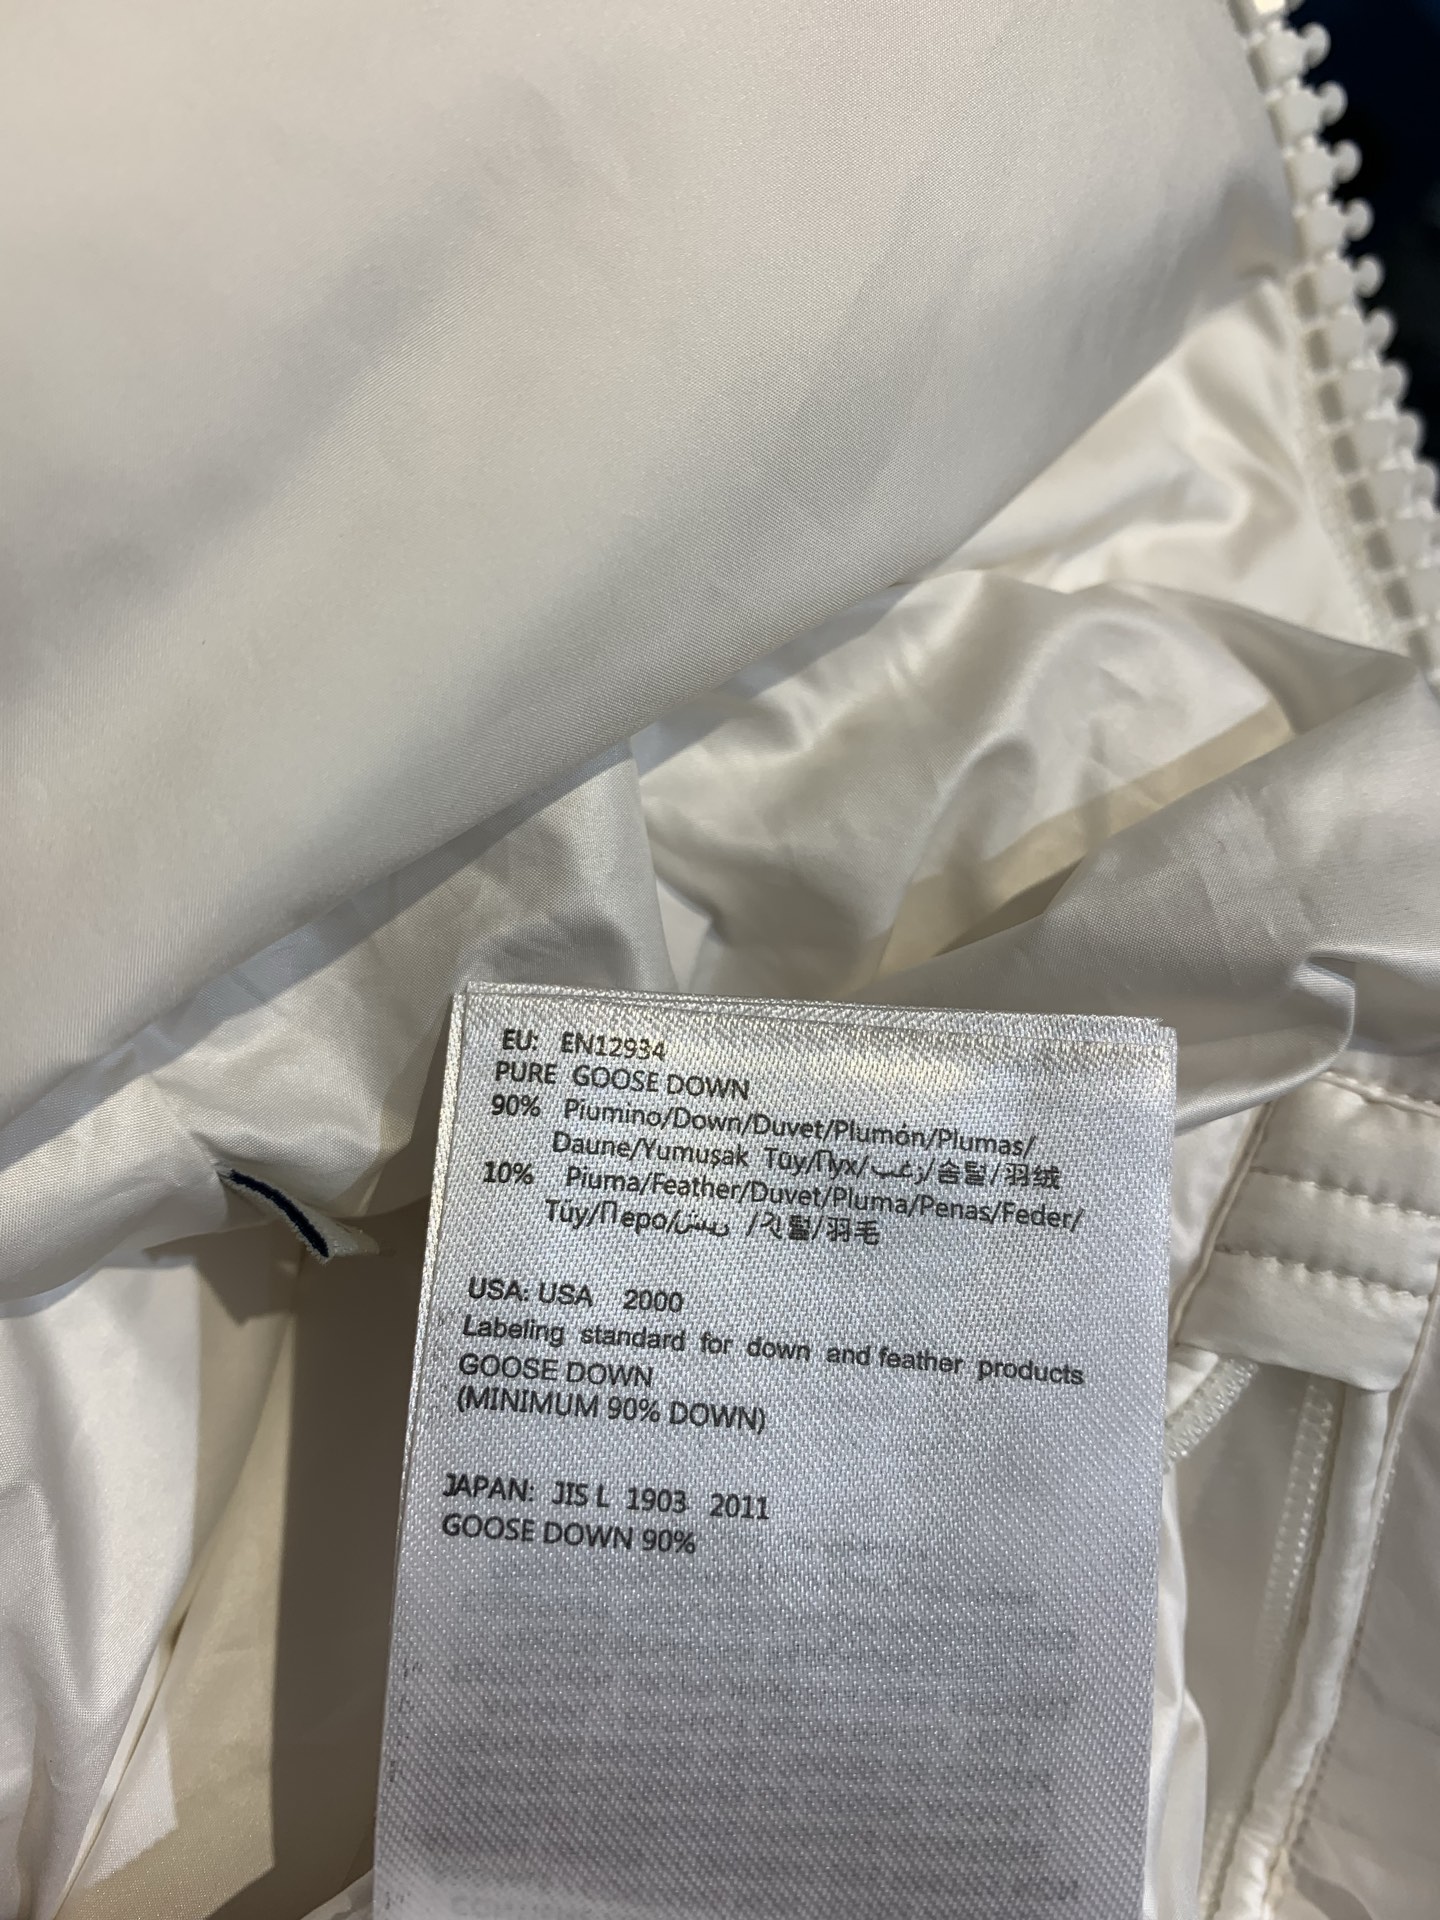 EU: EN12934
PURE GOOSE DOWN
90% Piumino/Down/Duvet/Plumón/Plumas/
Daune/Yumuşak Tüy/Пух/زغب/솜털/羽绒
10% Piuma/Feather/Duvet/Pluma/Penas/Feder/
Tüy/Перо/ريش /깃털/羽毛
USA: USA 2000
Labeling standard for down and feather products
GOOSE DOWN
(MINIMUM 90% DOWN)
JAPAN: JIS L 1903 2011
GOOSE DOWN 90%